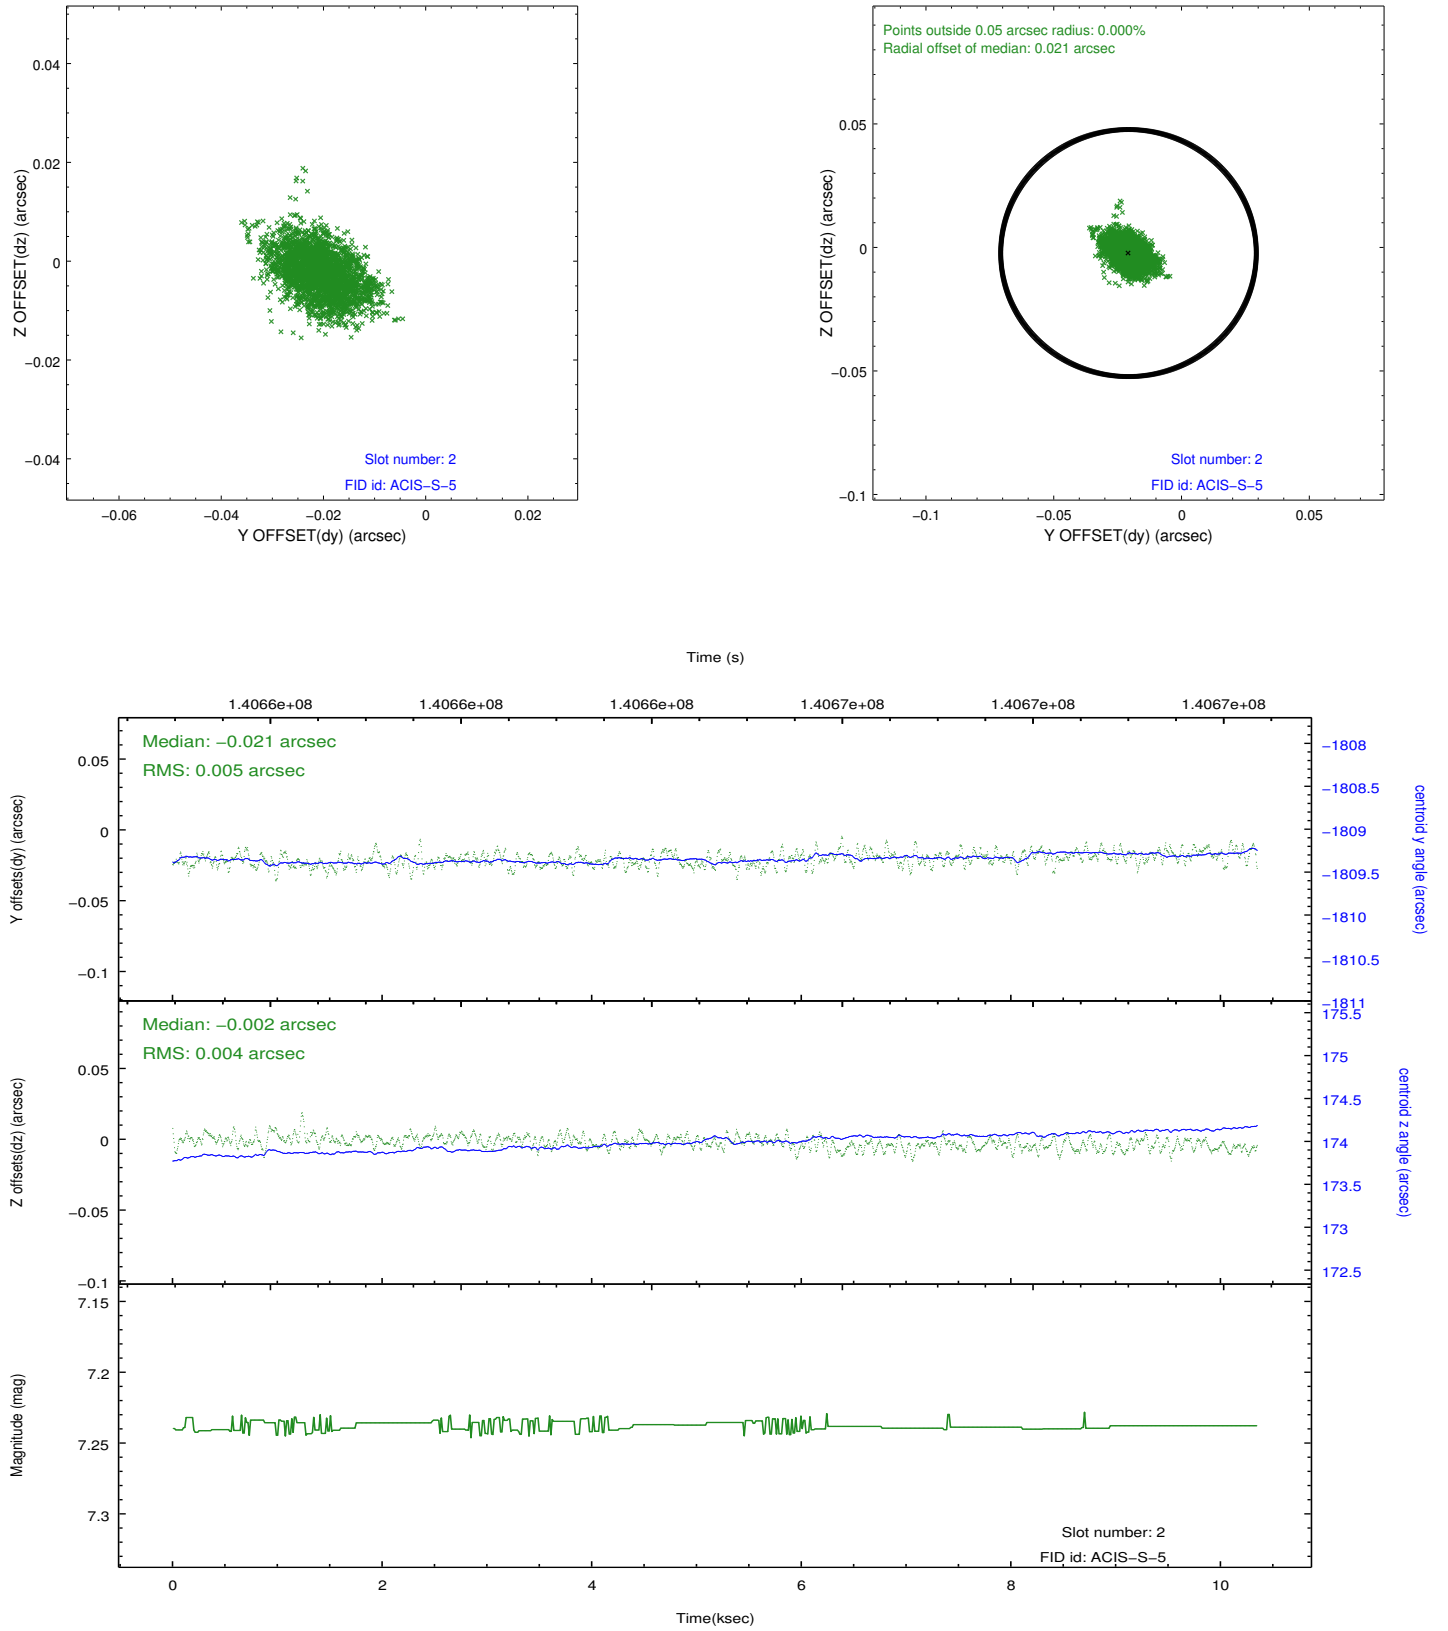 0.04
0.02
0
−0.02
−0.04
Z OFFSET(dz) (arcsec)
Slot number: 2
FID id: ACIS−S−5
−0.06
−0.04
−0.02
0
0.02
Y OFFSET(dy) (arcsec)
Points outside 0.05 arcsec radius: 0.000%
Radial offset of median: 0.021 arcsec
0.05
0
−0.05
−0.1
Z OFFSET(dz) (arcsec)
Slot number: 2
FID id: ACIS−S−5
−0.1
−0.05
0
0.05
Y OFFSET(dy) (arcsec)
Time (s)
1.4066e+08
1.4066e+08
1.4066e+08
1.4067e+08
1.4067e+08
1.4067e+08
Median: −0.021 arcsec
RMS: 0.005 arcsec
0.05
0
−0.05
−0.1
Y offsets(dy) (arcsec)
−1808
−1808.5
−1809
−1809.5
−1810
−1810.5
−1811
centroid y angle (arcsec)
Median: −0.002 arcsec
RMS: 0.004 arcsec
0.05
0
−0.05
−0.1
Z offsets(dz) (arcsec)
175.5
175
174.5
174
173.5
173
172.5
centroid z angle (arcsec)
7.15
7.2
7.25
7.3
Magnitude (mag)
Slot number: 2
FID id: ACIS−S−5
0
2
4
6
8
10
Time(ksec)